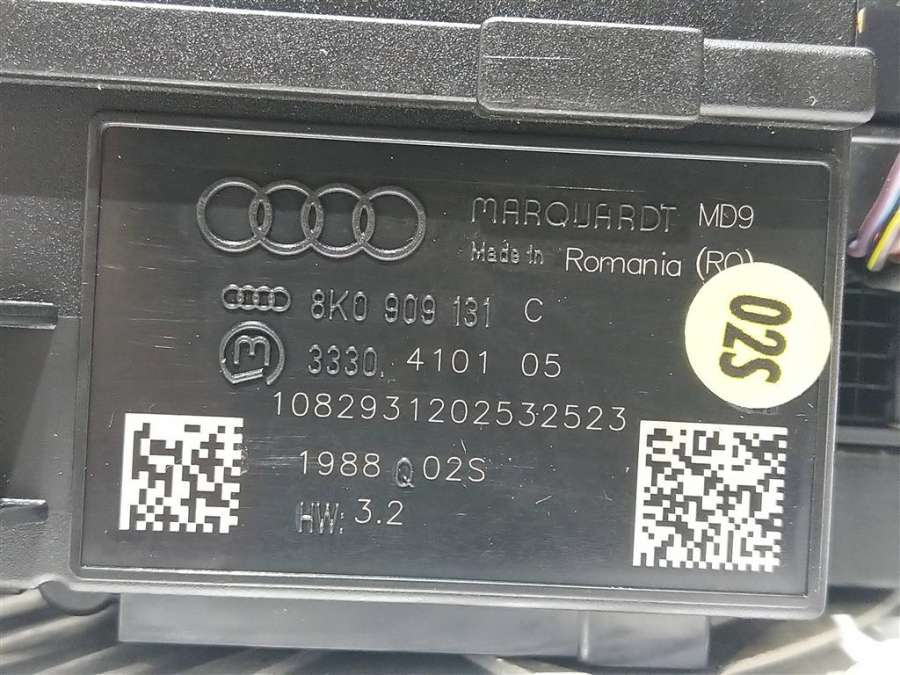 MARQUARDT MD9
Made in Romania (RO)
8K0 909 131 C
3330. 4101 05
1082931202532523
1988 Q 02S
HW: 3.2
02S